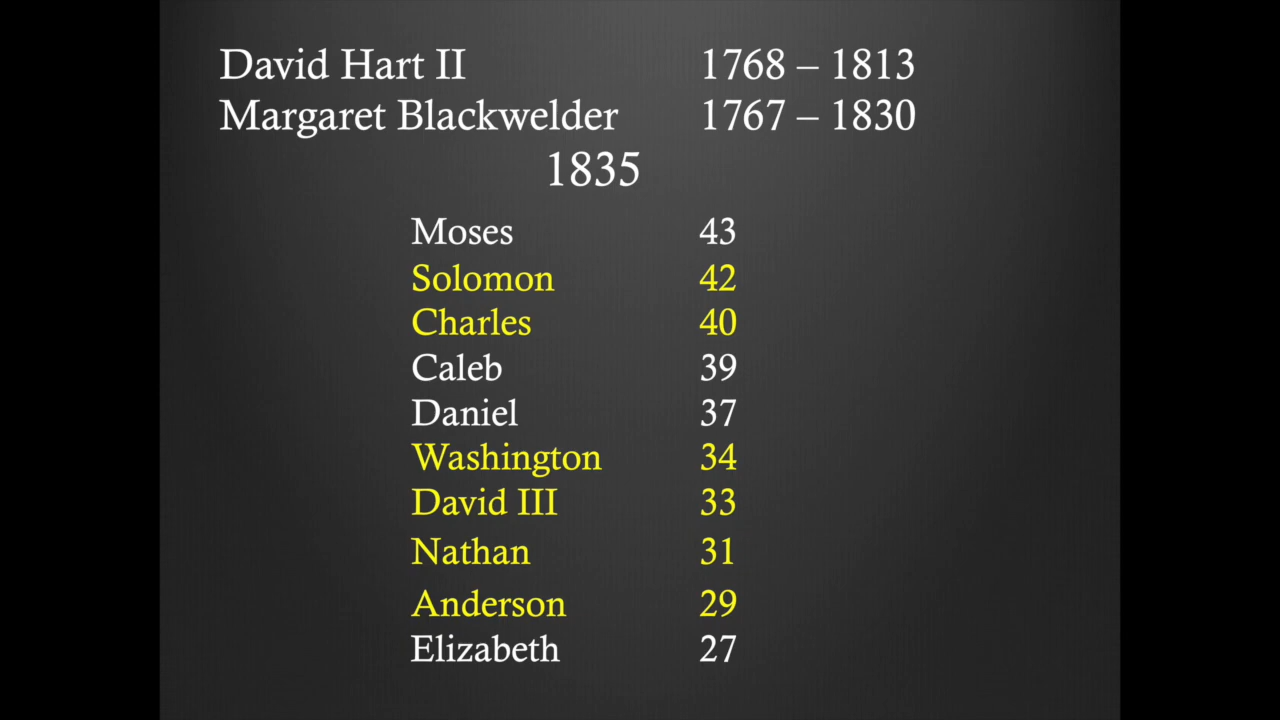 David Hart II 1768 – 1813
Margaret Blackwelder 1767 – 1830
1835
Moses 43
Solomon 42
Charles 40
Caleb 39
Daniel 37
Washington 34
David III 33
Nathan 31
Anderson 29
Elizabeth 27